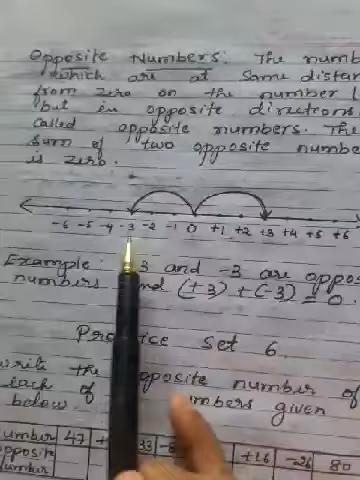 Opposite Numbers: The numb
which are at same distan
from zero on the number l
but in opposite directions
called opposite numbers. The
sum of two opposite numbe
is zero.
-6 -5 -4 -3 -2 -1 0 +1 +2 +3 +4 +5 +6
Example: 3 and -3 are oppos
numbers and (+3) + (-3) = 0.
Practice Set 6
write the opposite number of
each of numbers given
below.
umber 47 + 33 -8 +16 -26 80
opposite
umber